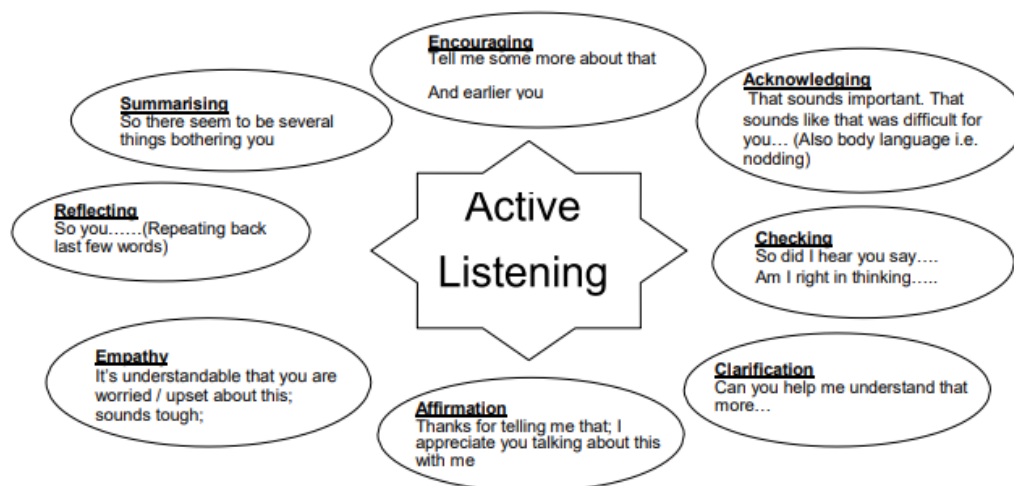 Encouraging
Tell me some more about that
And earlier you
Acknowledging
That sounds important. That
sounds like that was difficult for
you… (Also body language i.e.
nodding)
Summarising
So there seem to be several
things bothering you
Active
Listening
Reflecting
So you……(Repeating back
last few words)
Checking
So did I hear you say….
Am I right in thinking…..
Empathy
It's understandable that you are
worried / upset about this;
sounds tough;
Clarification
Can you help me understand that
more…
Affirmation
Thanks for telling me that; I
appreciate you talking about this
with me